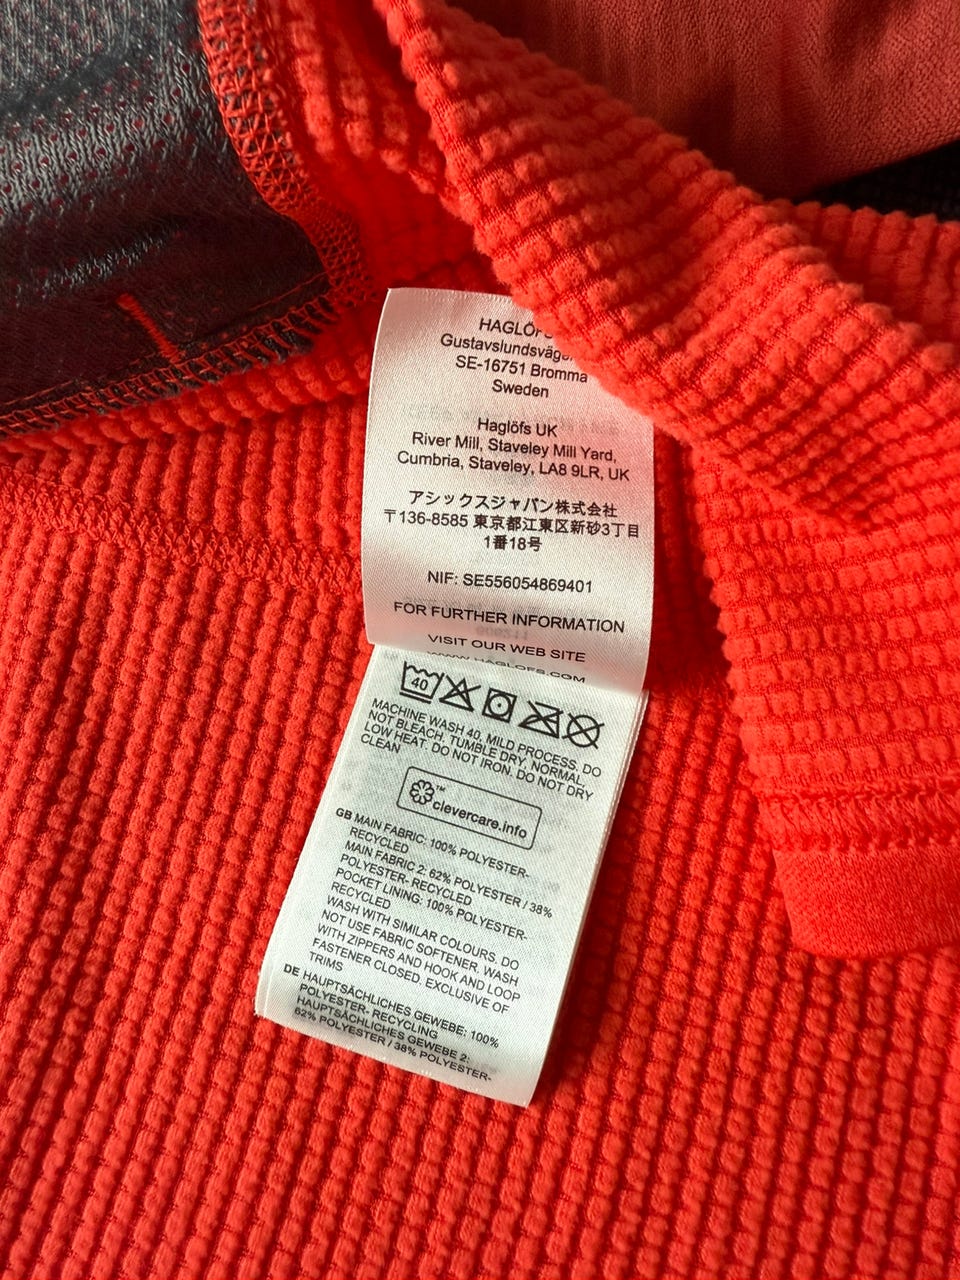 HAGLÖFS
Gustavslundsväge
SE-16751 Bromma
Sweden
Haglöfs UK
River Mill, Staveley Mill Yard,
Cumbria, Staveley, LA8 9LR, UK
アシックスジャパン株式会社
〒136-8585 東京都江東区新砂3丁目
1番18号
NIF: SE556054869401
FOR FURTHER INFORMATION
VISIT OUR WEB SITE
WWW.HAGLOFS.COM
40
MACHINE WASH 40, MILD PROCESS. DO
NOT BLEACH. TUMBLE DRY, NORMAL
LOW HEAT. DO NOT IRON. DO NOT DRY
CLEAN
™
clevercare.info
GB MAIN FABRIC: 100% POLYESTER-
RECYCLED
MAIN FABRIC 2: 62% POLYESTER / 38%
POLYESTER- RECYCLED
POCKET LINING: 100% POLYESTER-
RECYCLED
WASH WITH SIMILAR COLOURS. DO
NOT USE FABRIC SOFTENER. WASH
WITH ZIPPERS AND HOOK AND LOOP
FASTENER CLOSED. EXCLUSIVE OF
TRIMS
DE HAUPTSÄCHLICHES GEWEBE: 100%
POLYESTER- RECYCLING
HAUPTSÄCHLICHES GEWEBE 2:
62% POLYESTER / 38% POLYESTER-